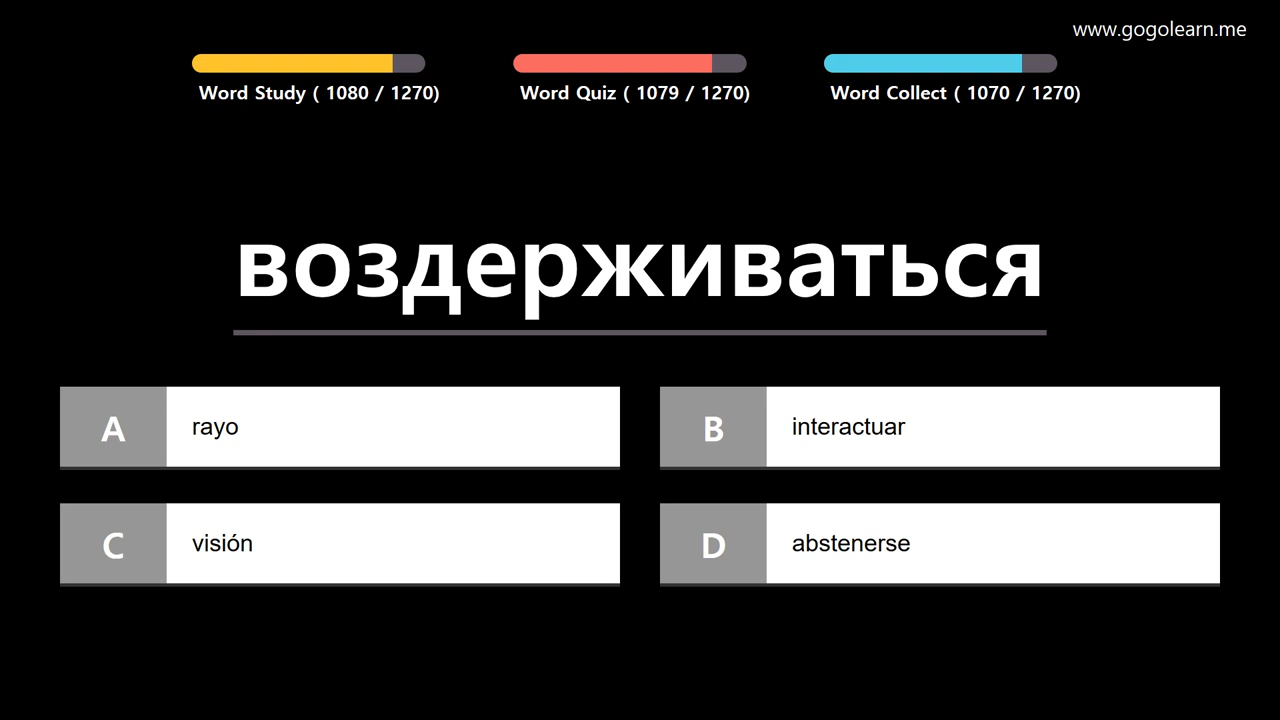 www.gogolearn.me
Word Study ( 1080 / 1270)
Word Quiz ( 1079 / 1270)
Word Collect ( 1070 / 1270)
воздерживаться
A rayo
B interactuar
C visión
D abstenerse